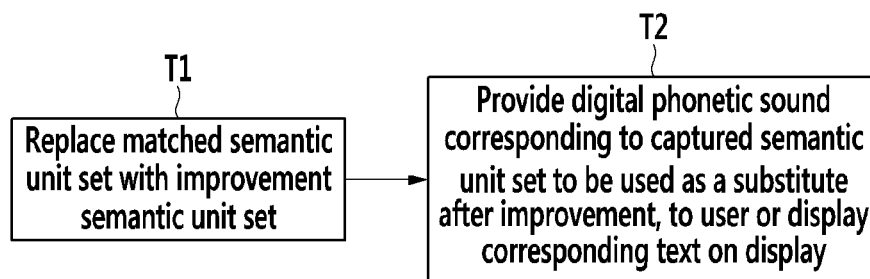 T1
Replace matched semantic
unit set with improvement
semantic unit set
T2
Provide digital phonetic sound
corresponding to captured semantic
unit set to be used as a substitute
after improvement, to user or display
corresponding text on display